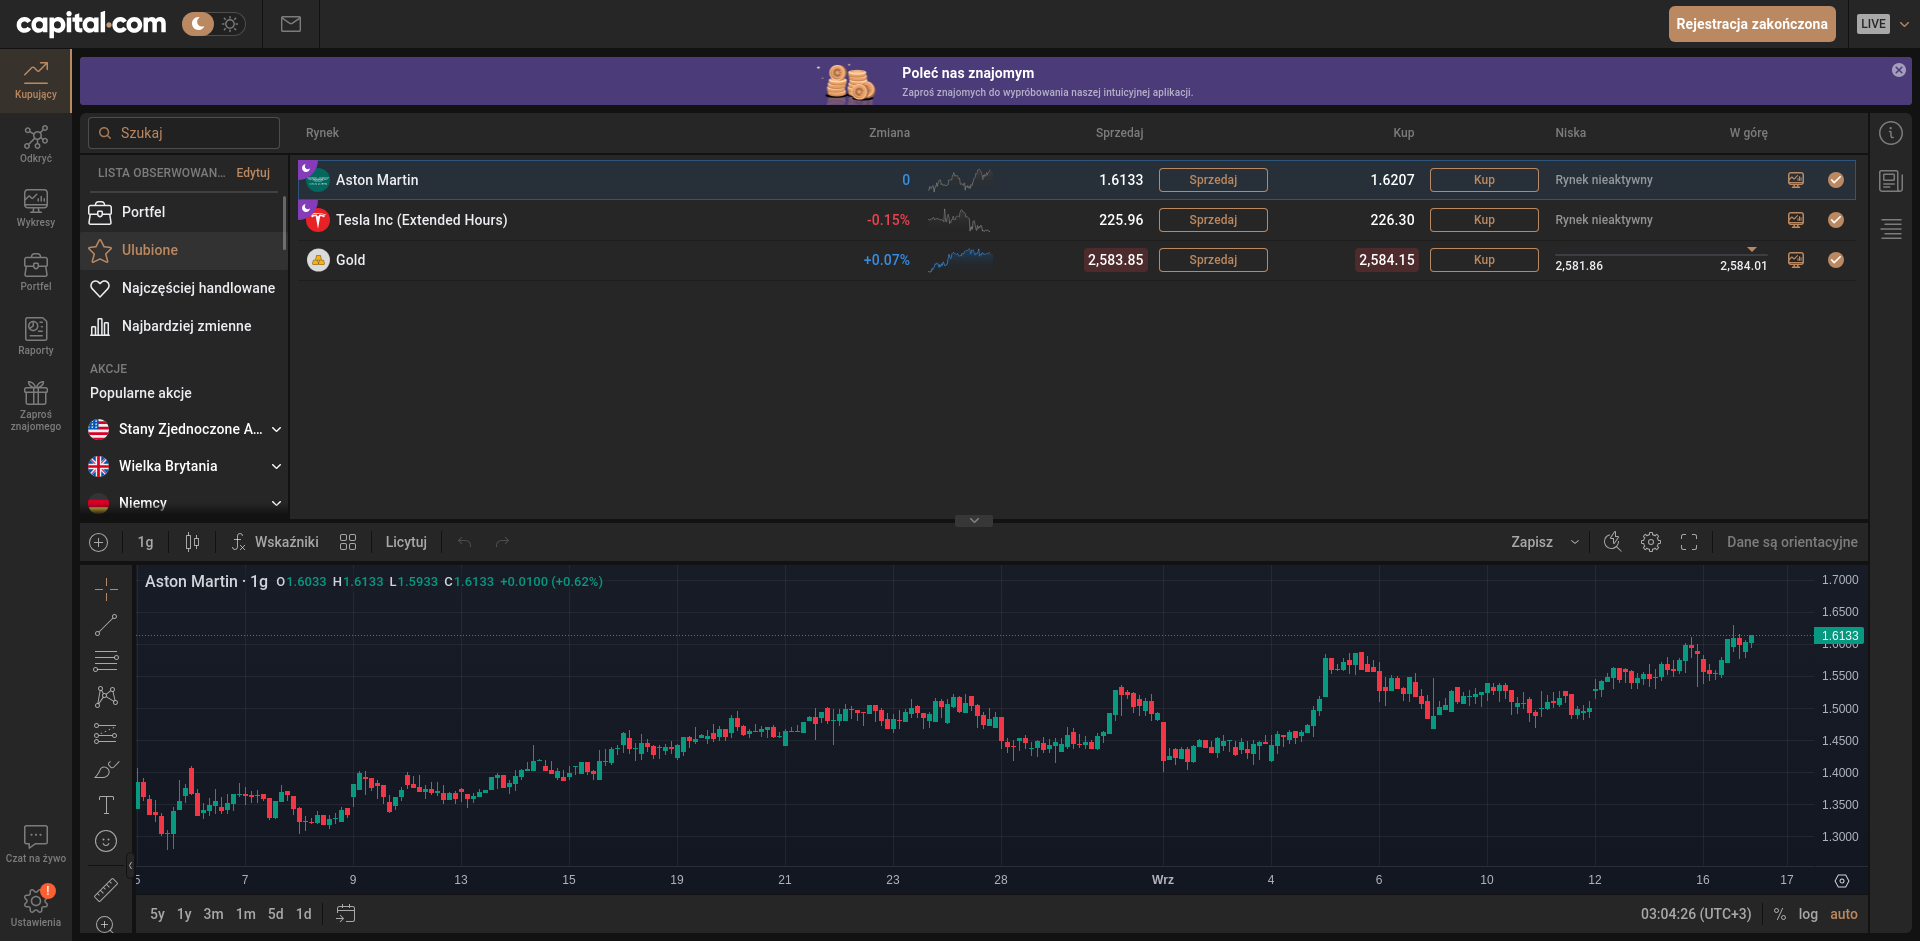 capital.com
Rejestracja zakończona
LIVE
Kupujący
Odkryć
Wykresy
Portfel
Raporty
Zaproś
znajomego
Czat na żywo
!
Ustawienia
Poleć nas znajomym
Zaproś znajomych do wypróbowania naszej intuicyjnej aplikacji.
Szukaj
LISTA OBSERWOWAN... Edytuj
Portfel
Ulubione
Najczęściej handlowane
Najbardziej zmienne
AKCJE
Popularne akcje
Stany Zjednoczone A...
Wielka Brytania
Niemcy
Rynek Zmiana Sprzedaj Kup Niska W górę
Aston Martin 0 1.6133 Sprzedaj 1.6207 Kup Rynek nieaktywny
Tesla Inc (Extended Hours) -0.15% 225.96 Sprzedaj 226.30 Kup Rynek nieaktywny
Gold +0.07% 2,583.85 Sprzedaj 2,584.15 Kup 2,581.86 2,584.01
1g Wskaźniki Licytuj Zapisz Dane są orientacyjne
Aston Martin · 1g O1.6033 H1.6133 L1.5933 C1.6133 +0.0100 (+0.62%)
1.7000
1.6500
1.6133
1.6000
1.5500
1.5000
1.4500
1.4000
1.3500
1.3000
5 7 9 13 15 19 21 23 28 Wrz 4 6 10 12 16 17
5y 1y 3m 1m 5d 1d 03:04:26 (UTC+3) % log auto